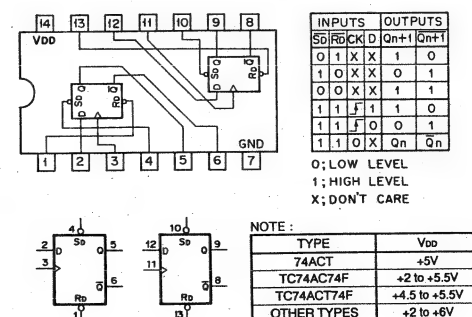 14 13 12 11 10 9 8
VDD
SD D Q
Q RD
Q SD
RD D
GND
1 2 3 4 5 6 7
INPUTS OUTPUTS
S̅D̅ R̅D̅ CK D Qn+1 Q̅n+1
0 1 X X 1 0
1 0 X X 0 1
0 0 X X 1 1
1 1 1 1 0
1 1 0 0 1
1 1 0 X Qn Q̅n
0; LOW LEVEL
1; HIGH LEVEL
X; DON'T CARE
4 SD 10 SD
2 D Q 5 12 D Q 9
3 11
Q̅ 6 Q̅ 8
RD 1 RD 13
NOTE :
TYPE VDD
74ACT +5V
TC74AC74F +2 to +5.5V
TC74ACT74F +4.5 to +5.5V
OTHER TYPES +2 to +6V